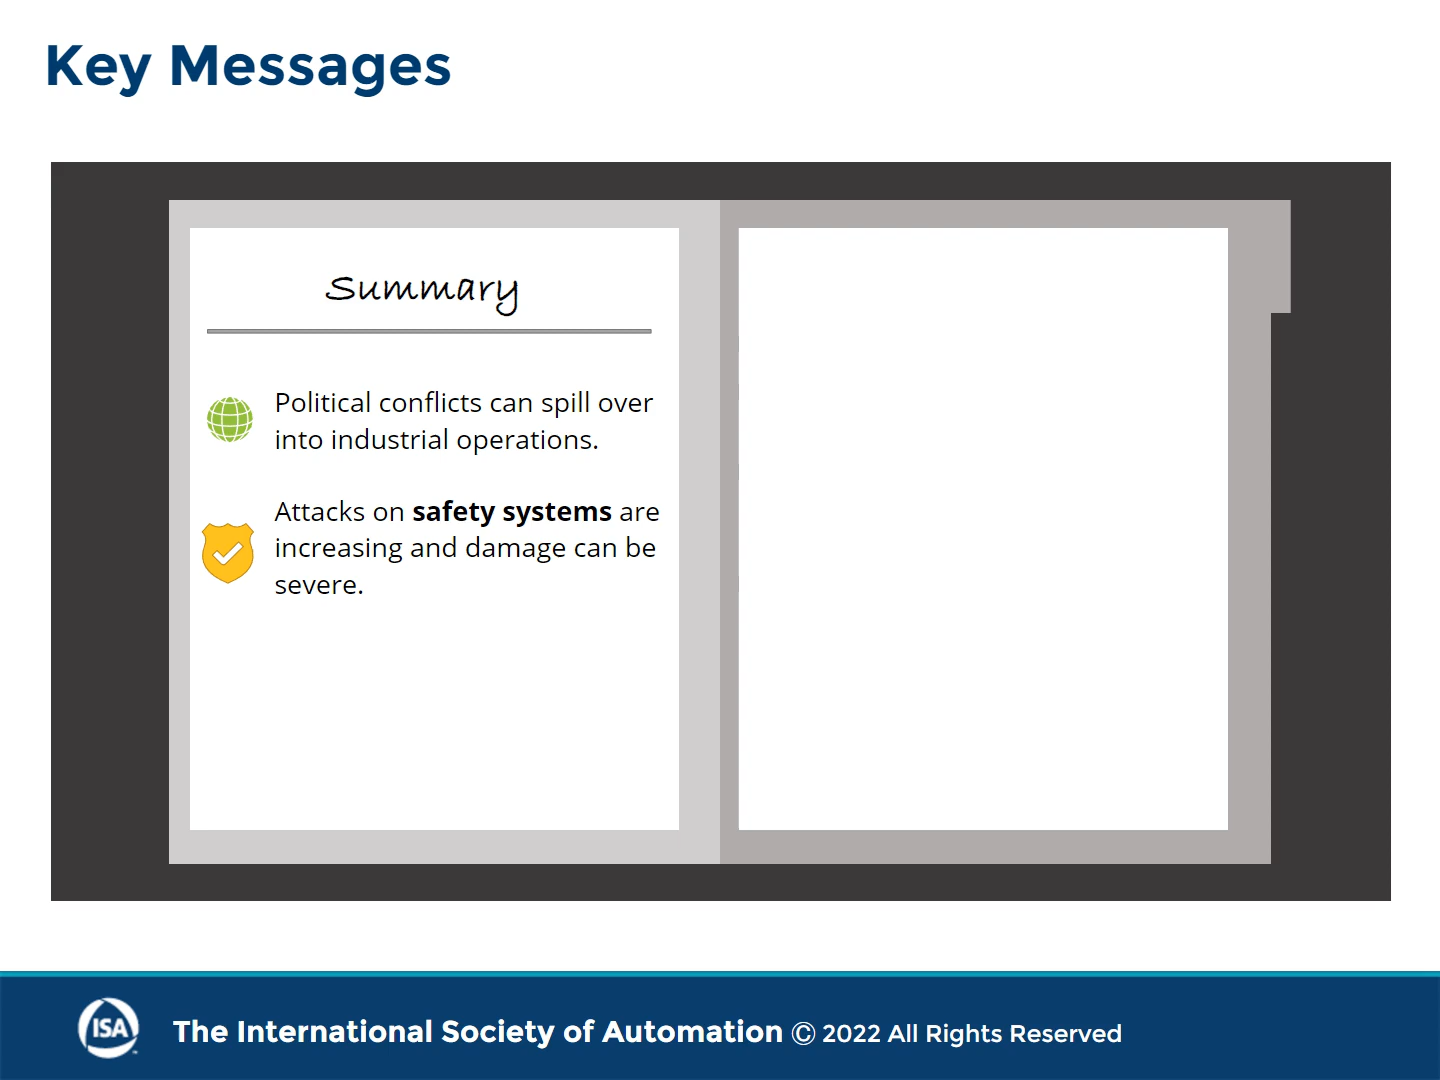 Key Messages
Summary
Political conflicts can spill over
into industrial operations.
Attacks on safety systems are
increasing and damage can be
severe.
ISA
The International Society of Automation © 2022 All Rights Reserved